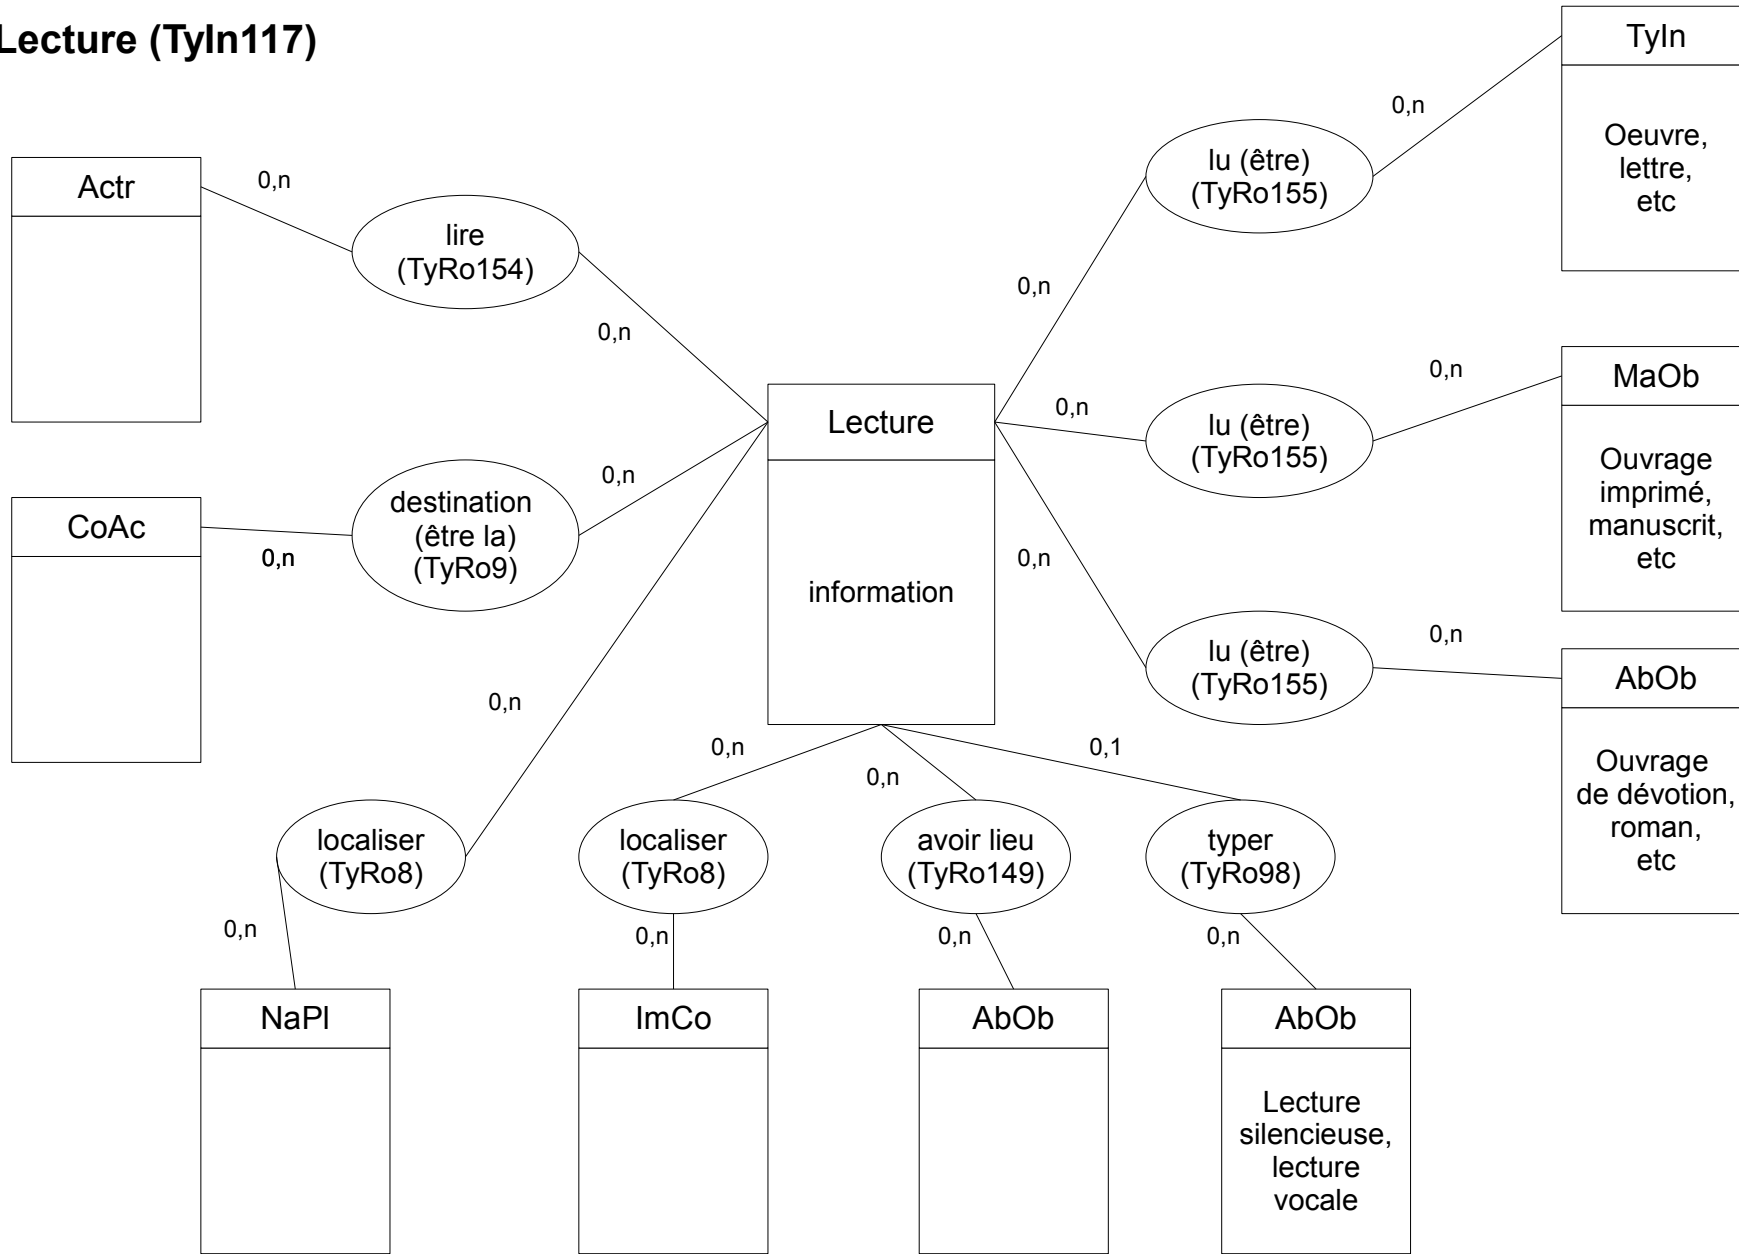 Lecture (TyIn117)
TyIn
Oeuvre,
lettre,
etc
0,n
lu (être)
(TyRo155)
0,n
Actr
0,n
lire
(TyRo154)
0,n
MaOb
Ouvrage
imprimé,
manuscrit,
etc
0,n
lu (être)
(TyRo155)
0,n
Lecture
information
CoAc
0,n
destination
(être la)
(TyRo9)
0,n
0,n
lu (être)
(TyRo155)
0,n
AbOb
Ouvrage
de dévotion,
roman,
etc
0,n
localiser
(TyRo8)
0,n
NaPl
0,n
localiser
(TyRo8)
0,n
ImCo
0,n
avoir lieu
(TyRo149)
0,n
AbOb
0,1
typer
(TyRo98)
0,n
AbOb
Lecture
silencieuse,
lecture
vocale